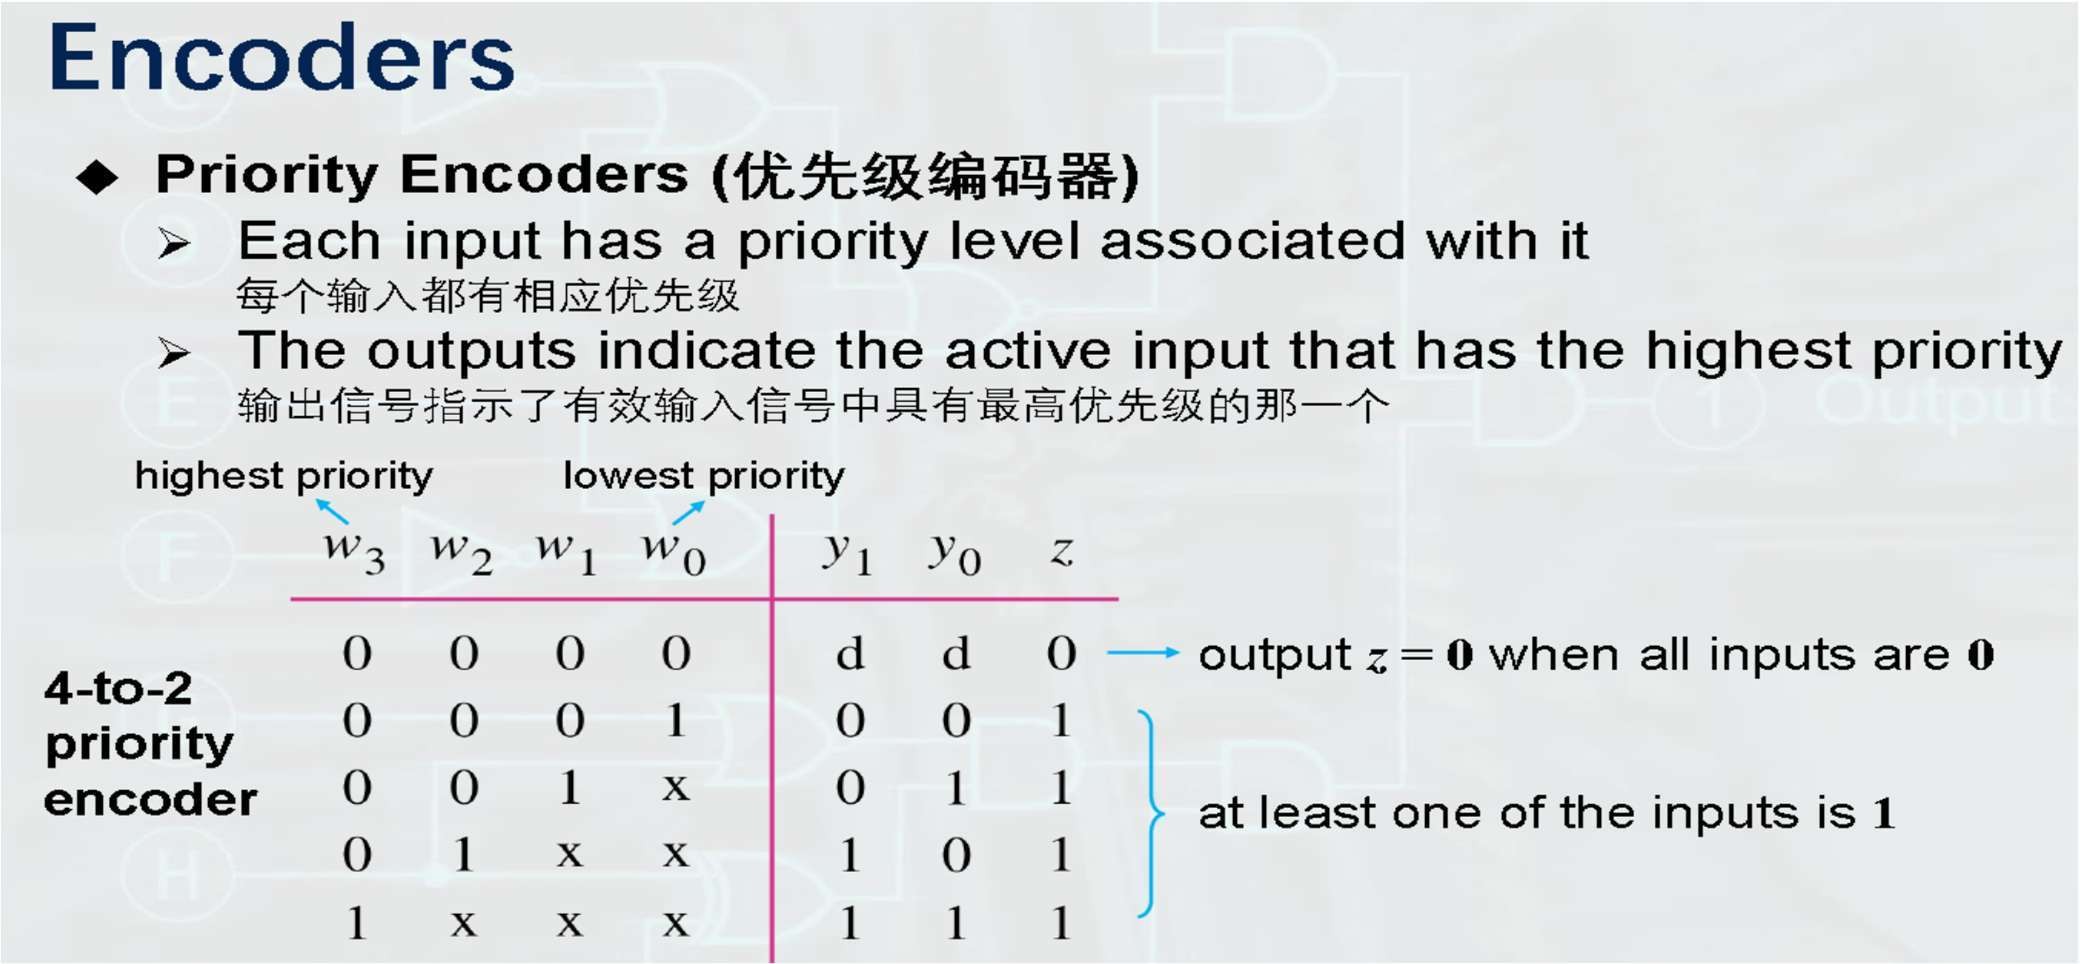 Encoders
◆ Priority Encoders (优先级编码器)
➢ Each input has a priority level associated with it
每个输入都有相应优先级
➢ The outputs indicate the active input that has the highest priority
输出信号指示了有效输入信号中具有最高优先级的那一个
highest priority lowest priority
w3 w2 w1 w0 y1 y0 z
0 0 0 0 d d 0 → output z = 0 when all inputs are 0
0 0 0 1 0 0 1
0 0 1 x 0 1 1
0 1 x x 1 0 1
1 x x x 1 1 1
4-to-2
priority
encoder
at least one of the inputs is 1
E
F
H
1 Output